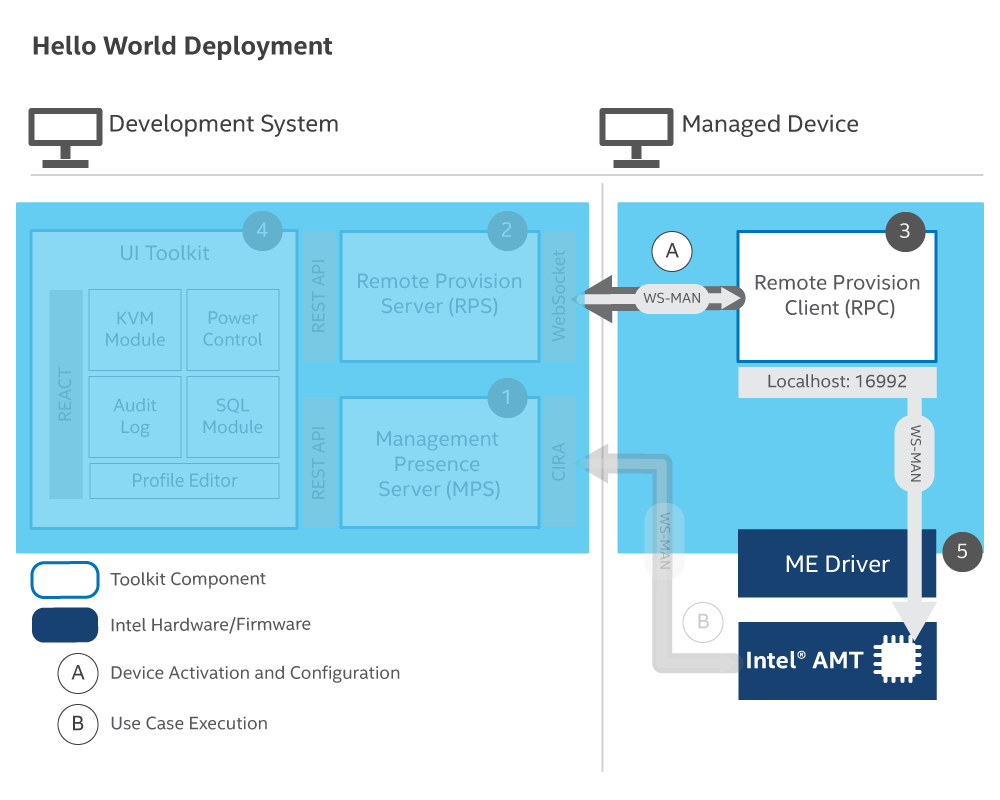 Hello World Deployment
Development System
Managed Device
4
UI Toolkit
REACT
KVM
Module
Power
Control
Audit
Log
SQL
Module
Profile Editor
REST API
2
Remote Provision
Server (RPS)
WebSocket
REST API
1
Management
Presence
Server (MPS)
CIRA
A
WS-MAN
3
Remote Provision
Client (RPC)
Localhost: 16992
WS-MAN
WS-MAN
ME Driver
5
B
Intel® AMT
Toolkit Component
Intel Hardware/Firmware
A Device Activation and Configuration
B Use Case Execution